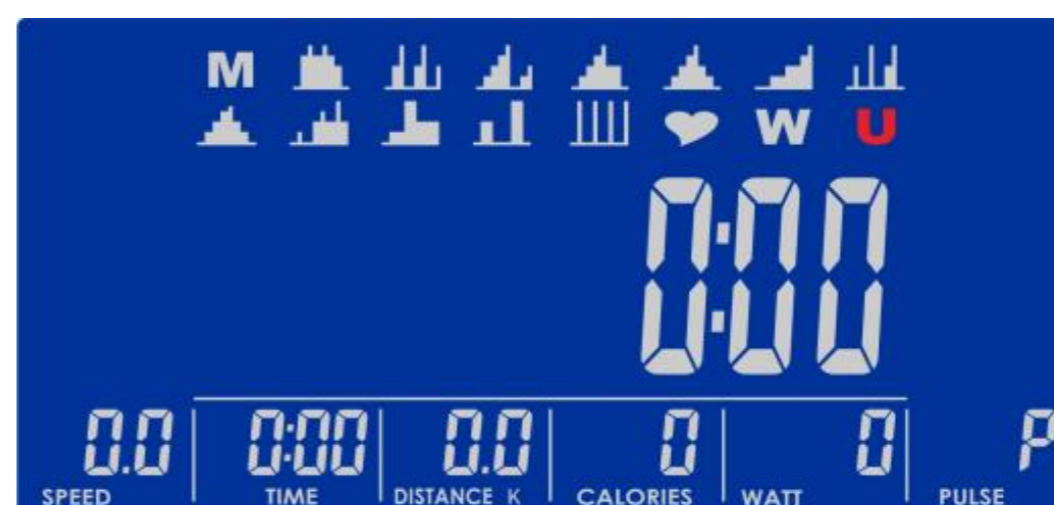 M
W U
0:00
0.0 0:00 0.0 0 0 P
SPEED TIME DISTANCE K CALORIES WATT PULSE